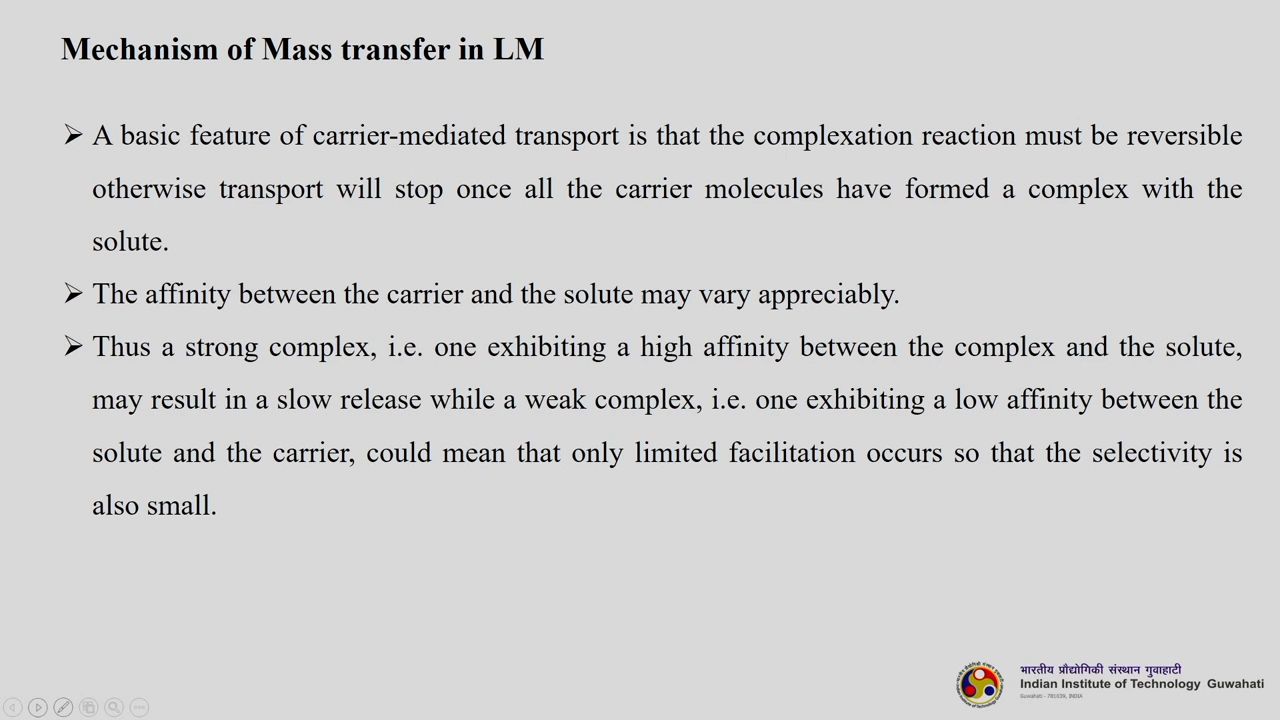 Mechanism of Mass transfer in LM
➢ A basic feature of carrier-mediated transport is that the complexation reaction must be reversible
otherwise transport will stop once all the carrier molecules have formed a complex with the
solute.
➢ The affinity between the carrier and the solute may vary appreciably.
➢ Thus a strong complex, i.e. one exhibiting a high affinity between the complex and the solute,
may result in a slow release while a weak complex, i.e. one exhibiting a low affinity between the
solute and the carrier, could mean that only limited facilitation occurs so that the selectivity is
also small.
भारतीय प्रौद्योगिकी संस्थान गुवाहाटी
Indian Institute of Technology Guwahati
Guwahati - 781039, INDIA